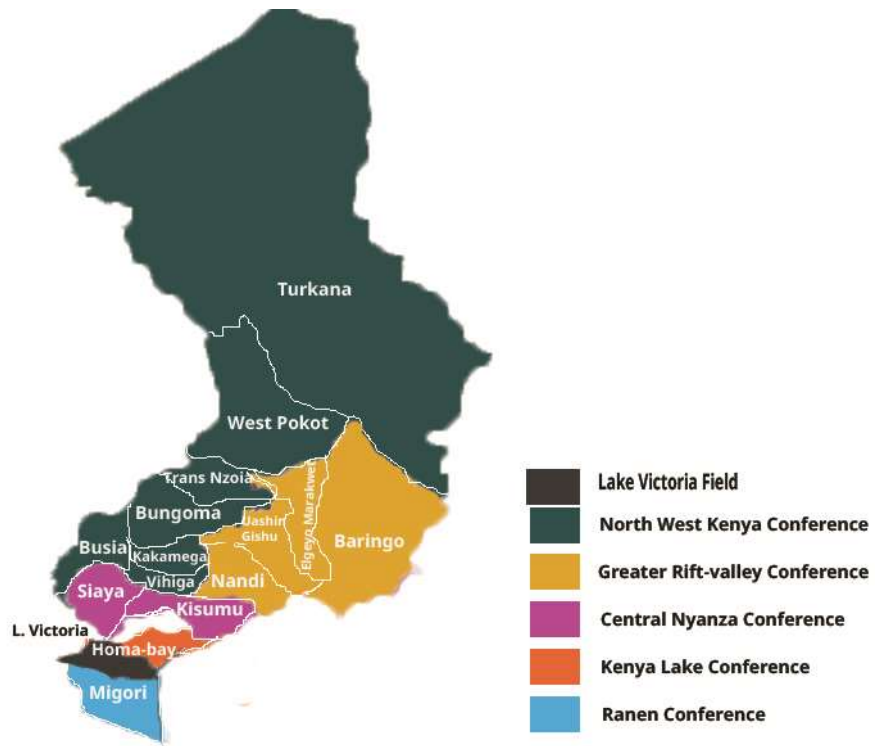 Turkana
West Pokot
Trans Nzoia
Bungoma
Uashin
Gishu
Elgeyo Marakwet
Baringo
Busia
Kakamega
Vihiga
Nandi
Siaya
Kisumu
L. Victoria
Homa-bay
Migori
Lake Victoria Field
North West Kenya Conference
Greater Rift-valley Conference
Central Nyanza Conference
Kenya Lake Conference
Ranen Conference